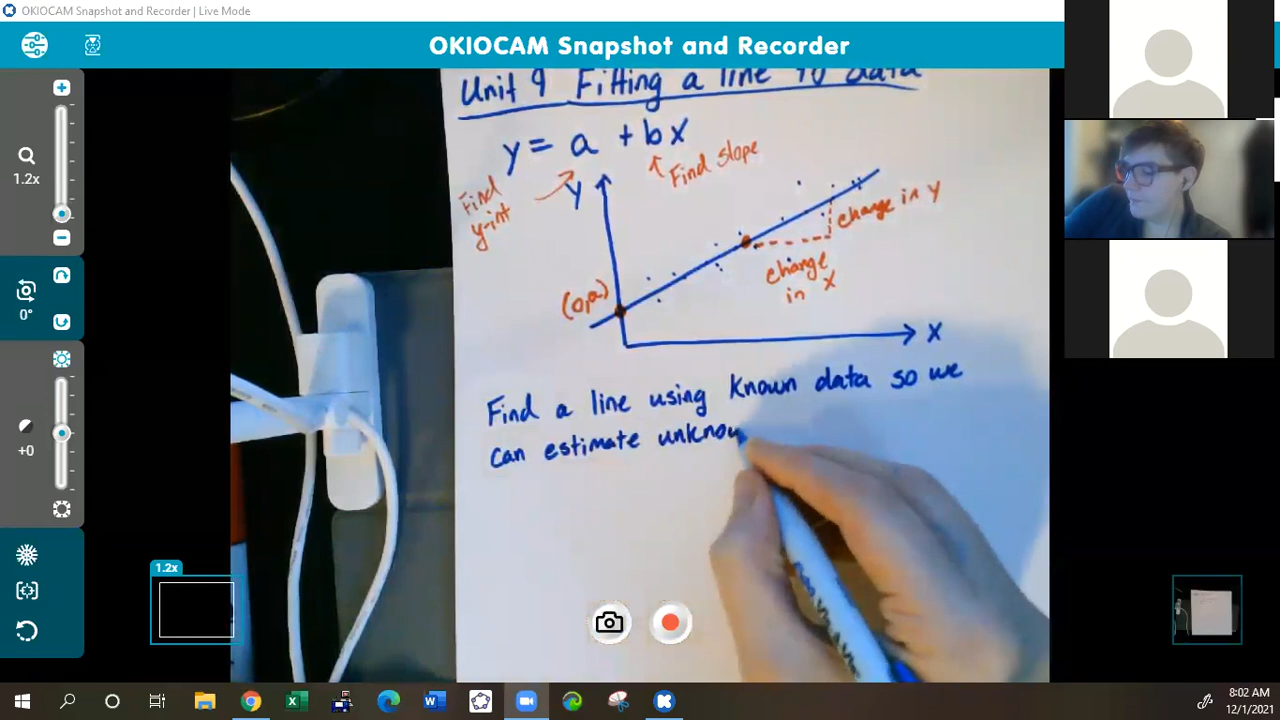 OKIOCAM Snapshot and Recorder | Live Mode
OKIOCAM Snapshot and Recorder
1.2x
0°
+0
1.2x
Unit 9 Fitting a line to data
y = a + bx
Find y-int
Find slope
y
change in y
change in x
(0,a)
x
Find a line using known data so we
can estimate unknow
8:02 AM
12/1/2021